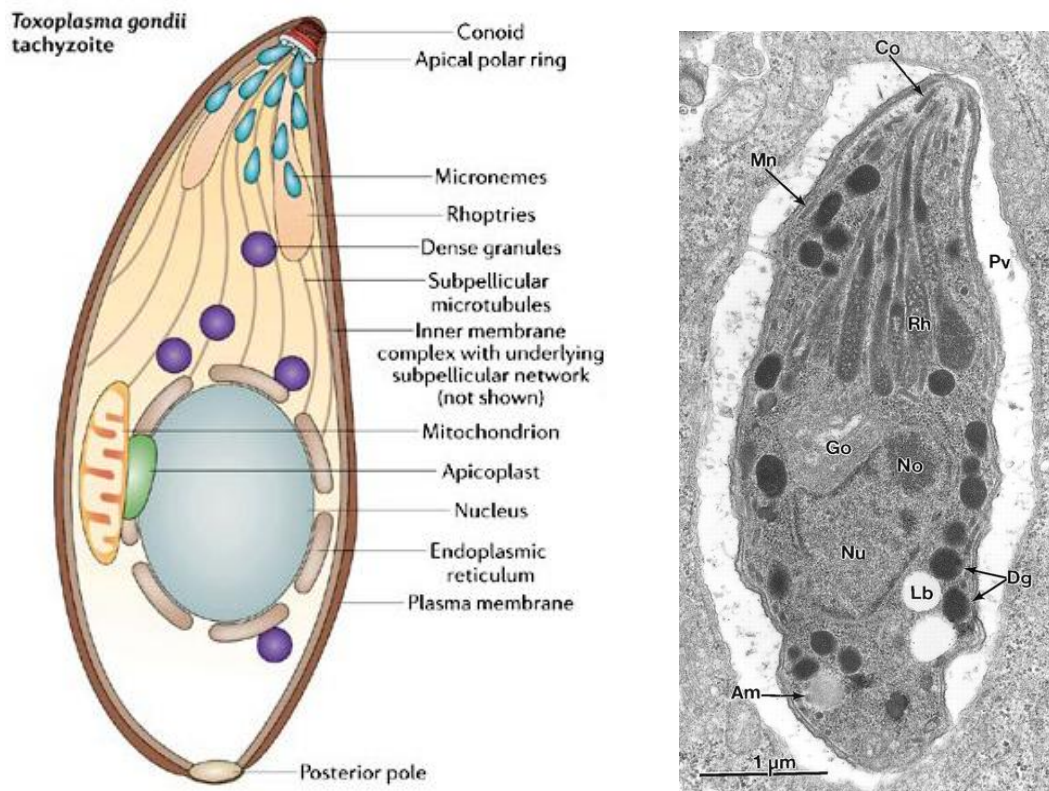 Toxoplasma gondii
tachyzoite
Conoid
Apical polar ring
Micronemes
Rhoptries
Dense granules
Subpellicular
microtubules
Inner membrane
complex with underlying
subpellicular network
(not shown)
Mitochondrion
Apicoplast
Nucleus
Endoplasmic
reticulum
Plasma membrane
Posterior pole
Co
Mn
Pv
Rh
Go
No
Nu
Dg
Lb
Am
1 µm